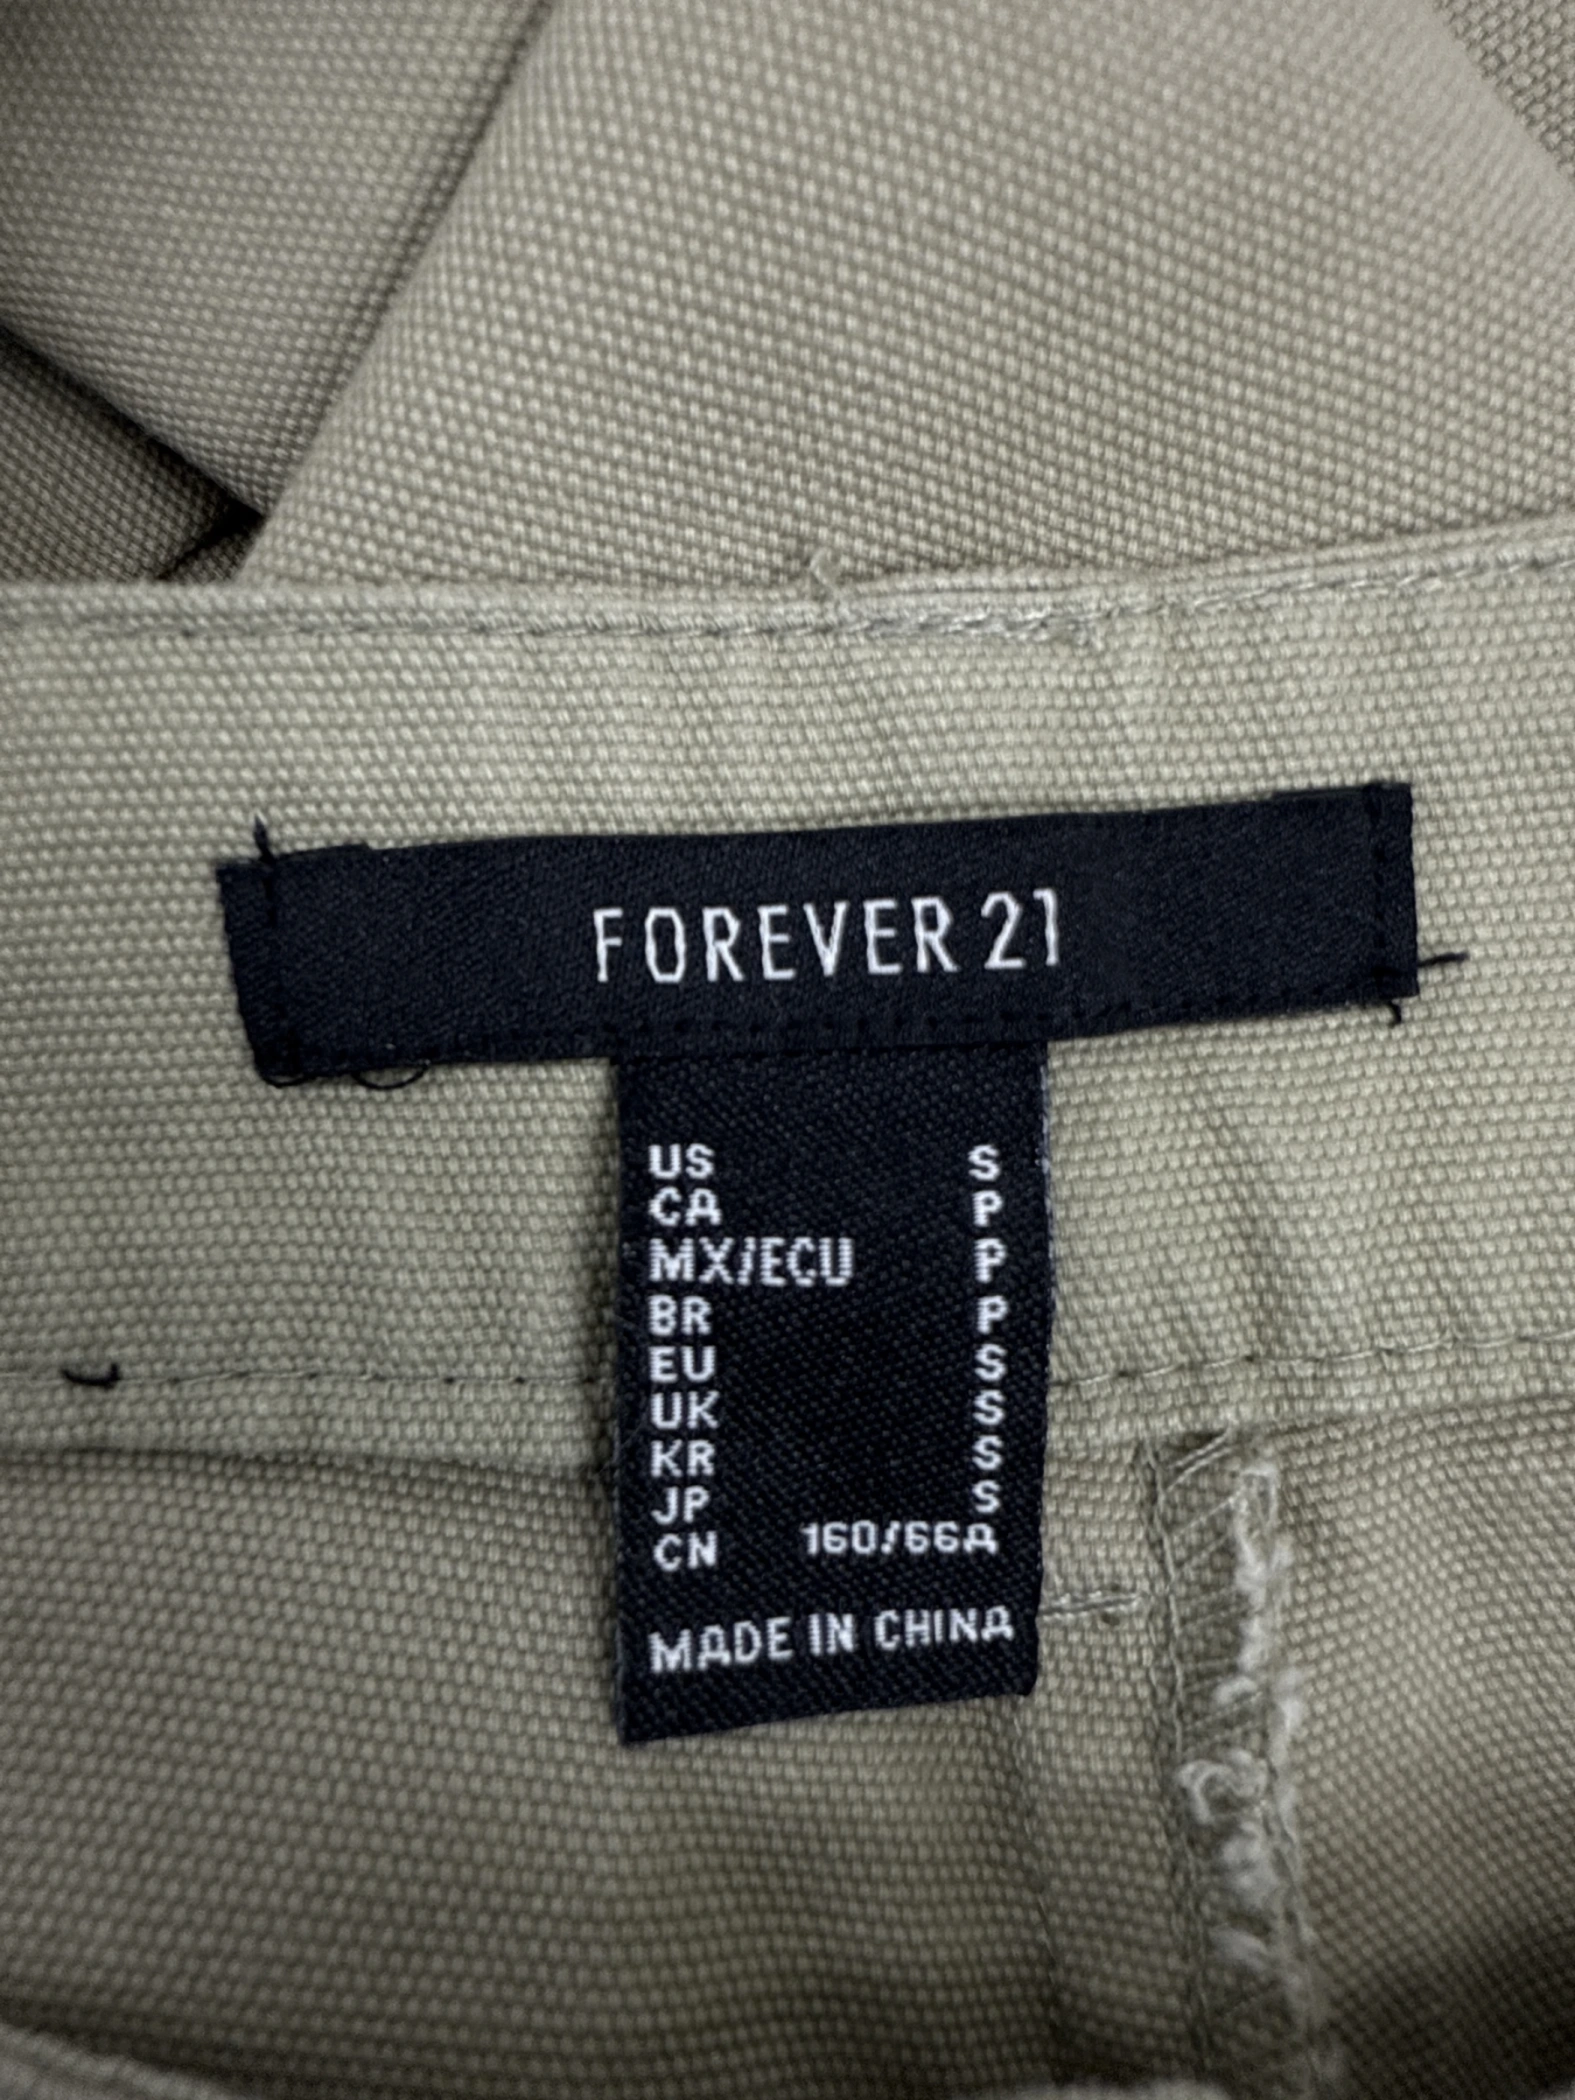 FOREVER 21
US S
CA P
MX/ECU P
BR P
EU S
UK S
KR S
JP S
CN 160/66A
MADE IN CHINA